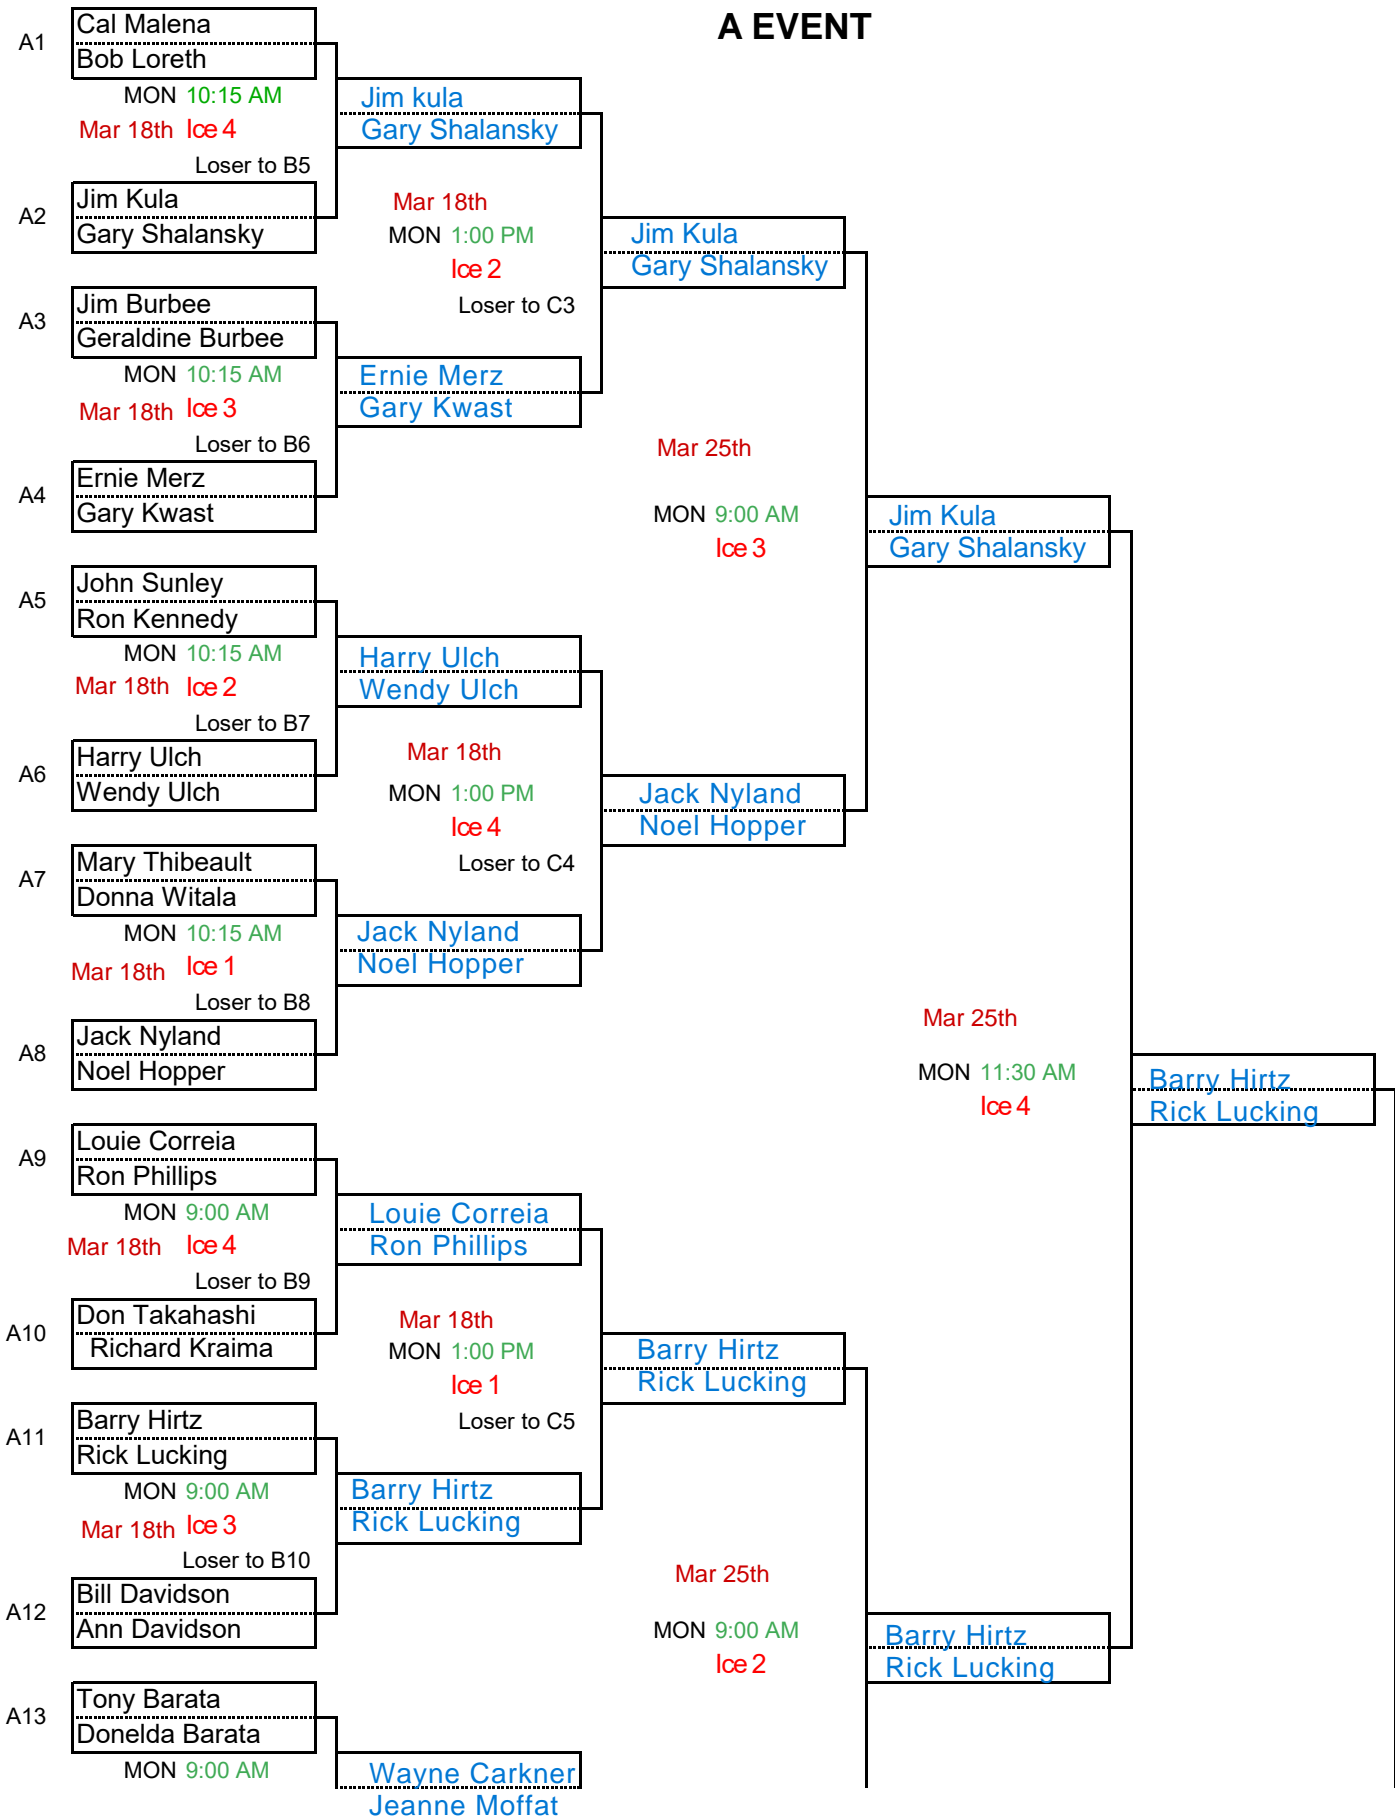 A EVENT
A1
Cal Malena
Bob Loreth
MON 10:15 AM
Mar 18th Ice 4
Loser to B5
Jim kula
Gary Shalansky
A2
Jim Kula
Gary Shalansky
Mar 18th
MON 1:00 PM
Ice 2
Loser to C3
Jim Kula
Gary Shalansky
A3
Jim Burbee
Geraldine Burbee
MON 10:15 AM
Mar 18th Ice 3
Loser to B6
Ernie Merz
Gary Kwast
A4
Ernie Merz
Gary Kwast
Mar 25th
MON 9:00 AM
Ice 3
Jim Kula
Gary Shalansky
A5
John Sunley
Ron Kennedy
MON 10:15 AM
Mar 18th Ice 2
Loser to B7
Harry Ulch
Wendy Ulch
A6
Harry Ulch
Wendy Ulch
Mar 18th
MON 1:00 PM
Ice 4
Loser to C4
Jack Nyland
Noel Hopper
A7
Mary Thibeault
Donna Witala
MON 10:15 AM
Mar 18th Ice 1
Loser to B8
Jack Nyland
Noel Hopper
A8
Jack Nyland
Noel Hopper
Mar 25th
MON 11:30 AM
Ice 4
Barry Hirtz
Rick Lucking
A9
Louie Correia
Ron Phillips
MON 9:00 AM
Mar 18th Ice 4
Loser to B9
Louie Correia
Ron Phillips
A10
Don Takahashi
Richard Kraima
Mar 18th
MON 1:00 PM
Ice 1
Loser to C5
Barry Hirtz
Rick Lucking
A11
Barry Hirtz
Rick Lucking
MON 9:00 AM
Mar 18th Ice 3
Loser to B10
Barry Hirtz
Rick Lucking
A12
Bill Davidson
Ann Davidson
Mar 25th
MON 9:00 AM
Ice 2
Barry Hirtz
Rick Lucking
A13
Tony Barata
Donelda Barata
MON 9:00 AM
Wayne Carkner
Jeanne Moffat